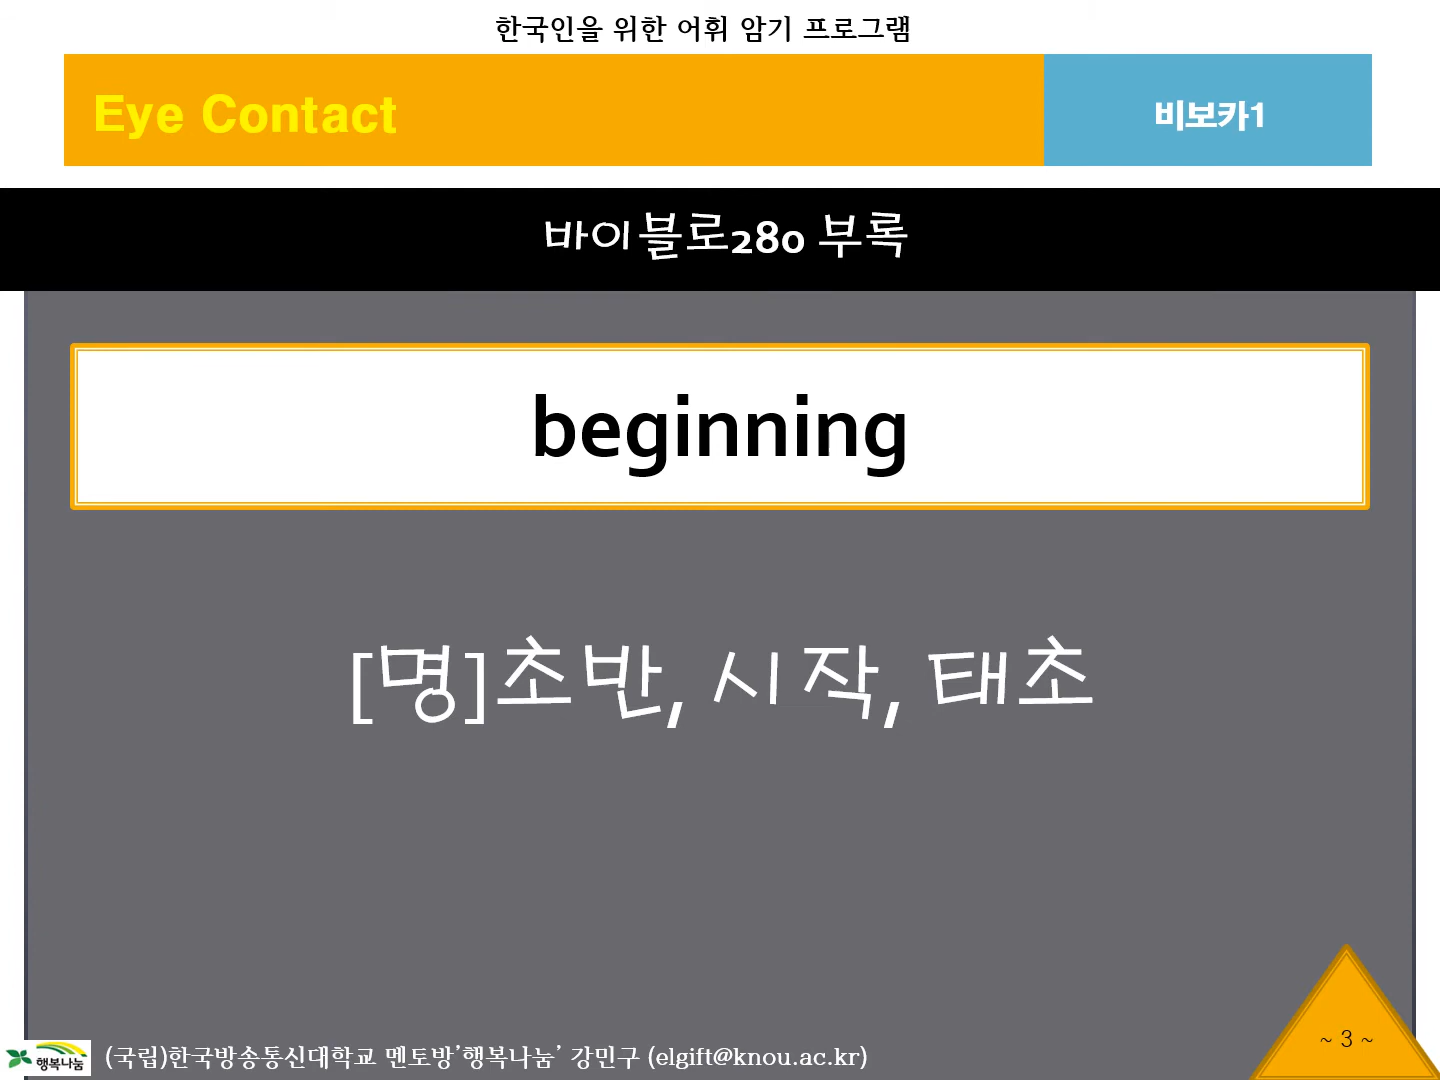 한국인을 위한 어휘 암기 프로그램
Eye Contact
비보카1
바이블로280 부록
beginning
[명]초반, 시작, 태초
~ 3 ~
행복나눔
(국립)한국방송통신대학교 멘토방’행복나눔’ 강민구 (elgift@knou.ac.kr)